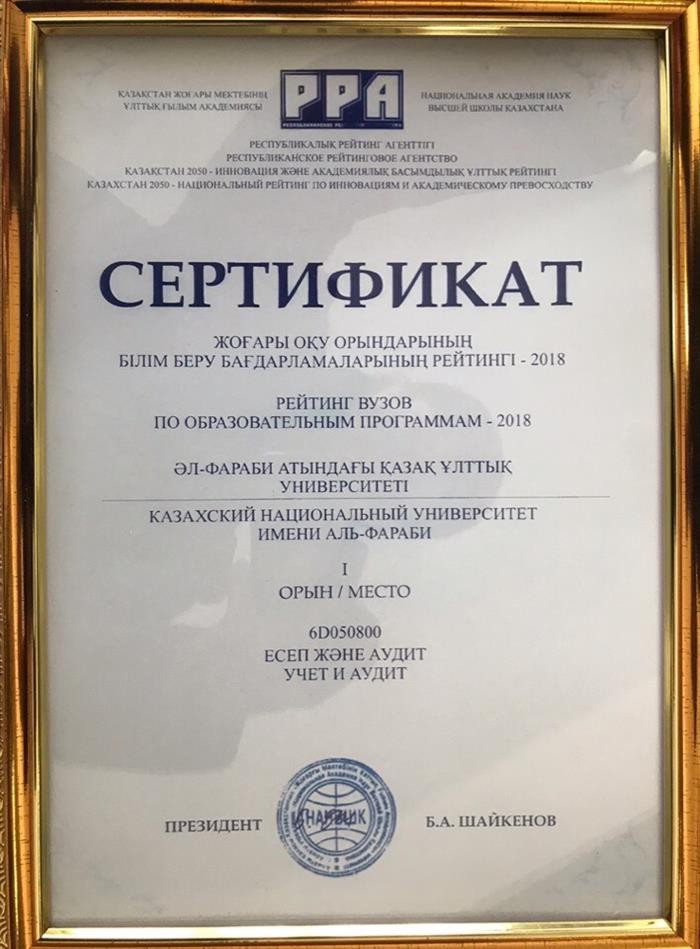 ҚАЗАҚСТАН ЖОҒАРЫ МЕКТЕБІНІҢ
ҰЛТТЫҚ ҒЫЛЫМ АКАДЕМИЯСЫ
РРА
РЕСПУБЛИКАНСКОЕ
НАЦИОНАЛЬНАЯ АКАДЕМИЯ НАУК
ВЫСШЕЙ ШКОЛЫ КАЗАХСТАНА
РЕСПУБЛИКАЛЫҚ РЕЙТИНГ АГЕНТТІГІ
РЕСПУБЛИКАНСКОЕ РЕЙТИНГОВОЕ АГЕНТСТВО
ҚАЗАҚСТАН 2050 - ИННОВАЦИЯ ЖӘНЕ АКАДЕМИЯЛЫҚ БАСЫМДЫЛЫҚ ҰЛТТЫҚ РЕЙТИНГІ
КАЗАХСТАН 2050 - НАЦИОНАЛЬНЫЙ РЕЙТИНГ ПО ИННОВАЦИЯМ И АКАДЕМИЧЕСКОМУ ПРЕВОСХОДСТВУ
СЕРТИФИКАТ
ЖОҒАРЫ ОҚУ ОРЫНДАРЫНЫҢ
БІЛІМ БЕРУ БАҒДАРЛАМАЛАРЫНЫҢ РЕЙТИНГІ - 2018
РЕЙТИНГ ВУЗОВ
ПО ОБРАЗОВАТЕЛЬНЫМ ПРОГРАММАМ - 2018
ӘЛ-ФАРАБИ АТЫНДАҒЫ ҚАЗАҚ ҰЛТТЫҚ
УНИВЕРСИТЕТІ
КАЗАХСКИЙ НАЦИОНАЛЬНЫЙ УНИВЕРСИТЕТ
ИМЕНИ АЛЬ-ФАРАБИ
I
ОРЫН / МЕСТО
6D050800
ЕСЕП ЖӘНЕ АУДИТ
УЧЕТ И АУДИТ
ПРЕЗИДЕНТ
Б.А. ШАЙКЕНОВ